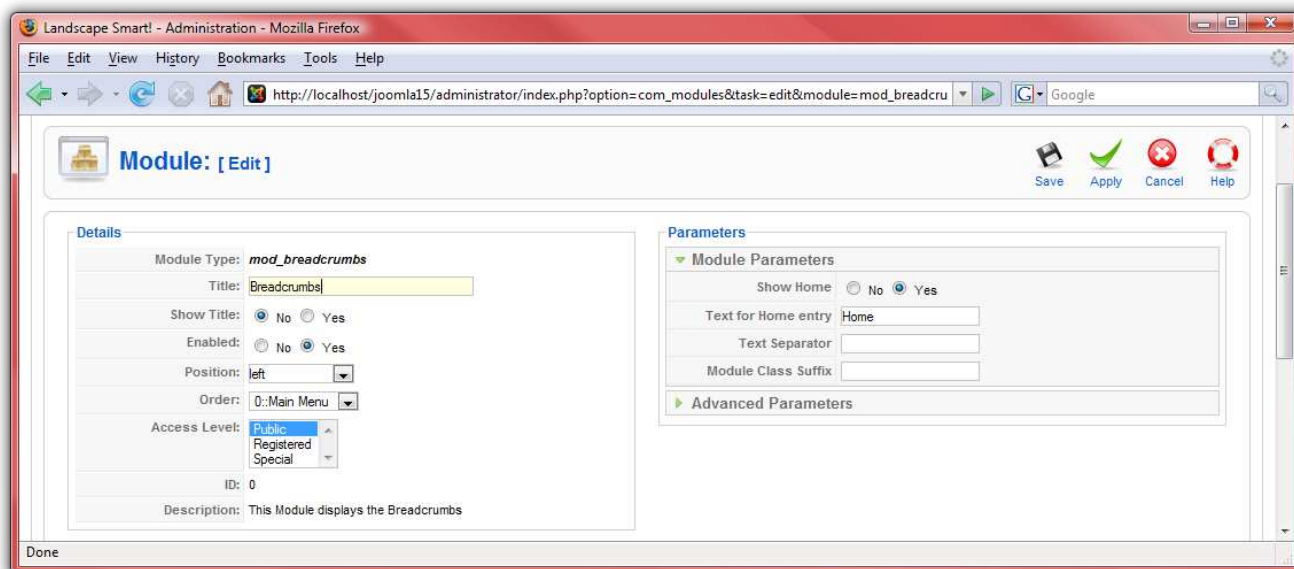 Landscape Smart! - Administration - Mozilla Firefox
File Edit View History Bookmarks Tools Help
http://localhost/joomla15/administrator/index.php?option=com_modules&task=edit&module=mod_breadcru
G Google
Module: [ Edit ]
Save Apply Cancel Help
Details
Module Type: mod_breadcrumbs
Title: Breadcrumbs
Show Title: No Yes
Enabled: No Yes
Position: left
Order: 0::Main Menu
Access Level: Public
Registered
Special
ID: 0
Description: This Module displays the Breadcrumbs
Parameters
Module Parameters
Show Home No Yes
Text for Home entry Home
Text Separator
Module Class Suffix
Advanced Parameters
Done